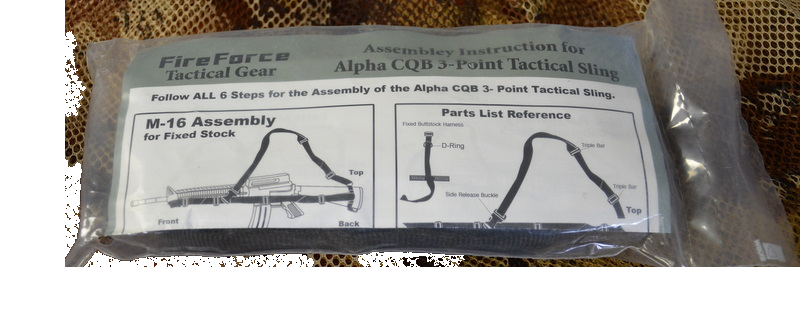 FireForce
Tactical Gear
Assembley Instruction for
Alpha CQB 3-Point Tactical Sling
Follow ALL 6 Steps for the Assembly of the Alpha CQB 3- Point Tactical Sling.
M-16 Assembly
for Fixed Stock
Top
Front
Back
Parts List Reference
Fixed Buttstock Harness
D-Ring
Triple Bar
Side Release Buckle
Triple Bar
Top